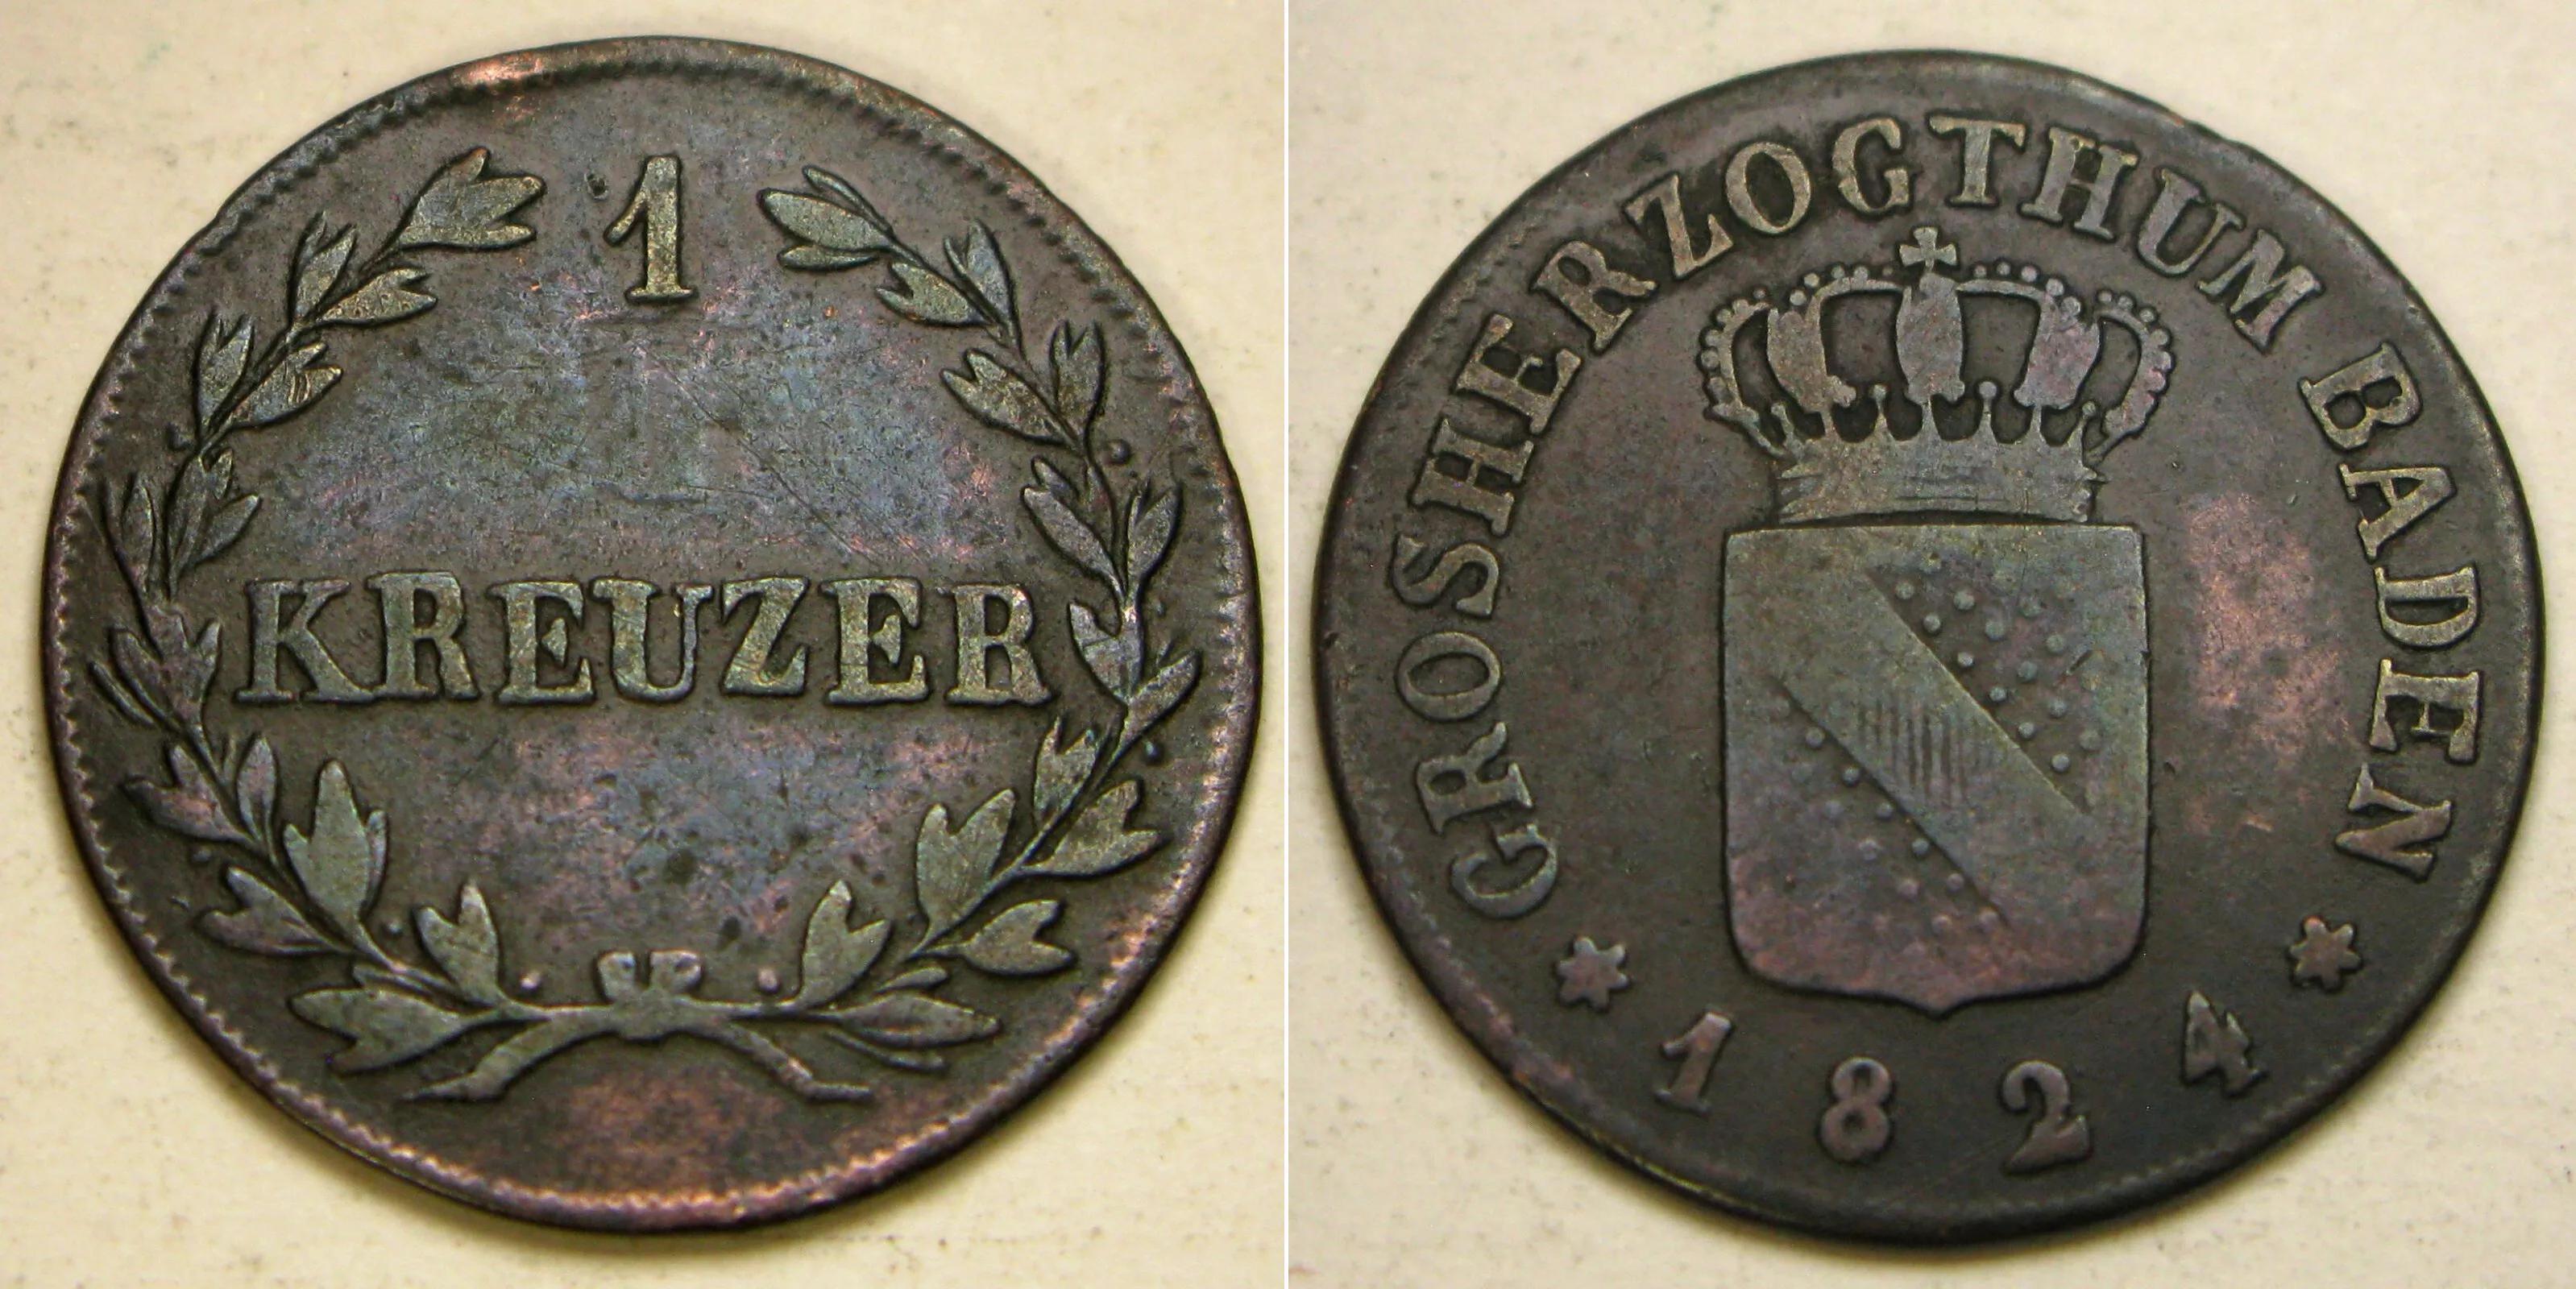 1
KREUZER
GROSHERZOGTHUM BADEN
* 1824 *